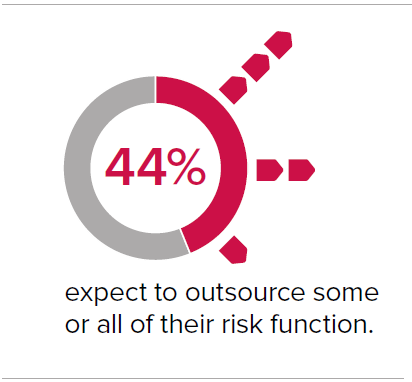 44%
expect to outsource some
or all of their risk function.